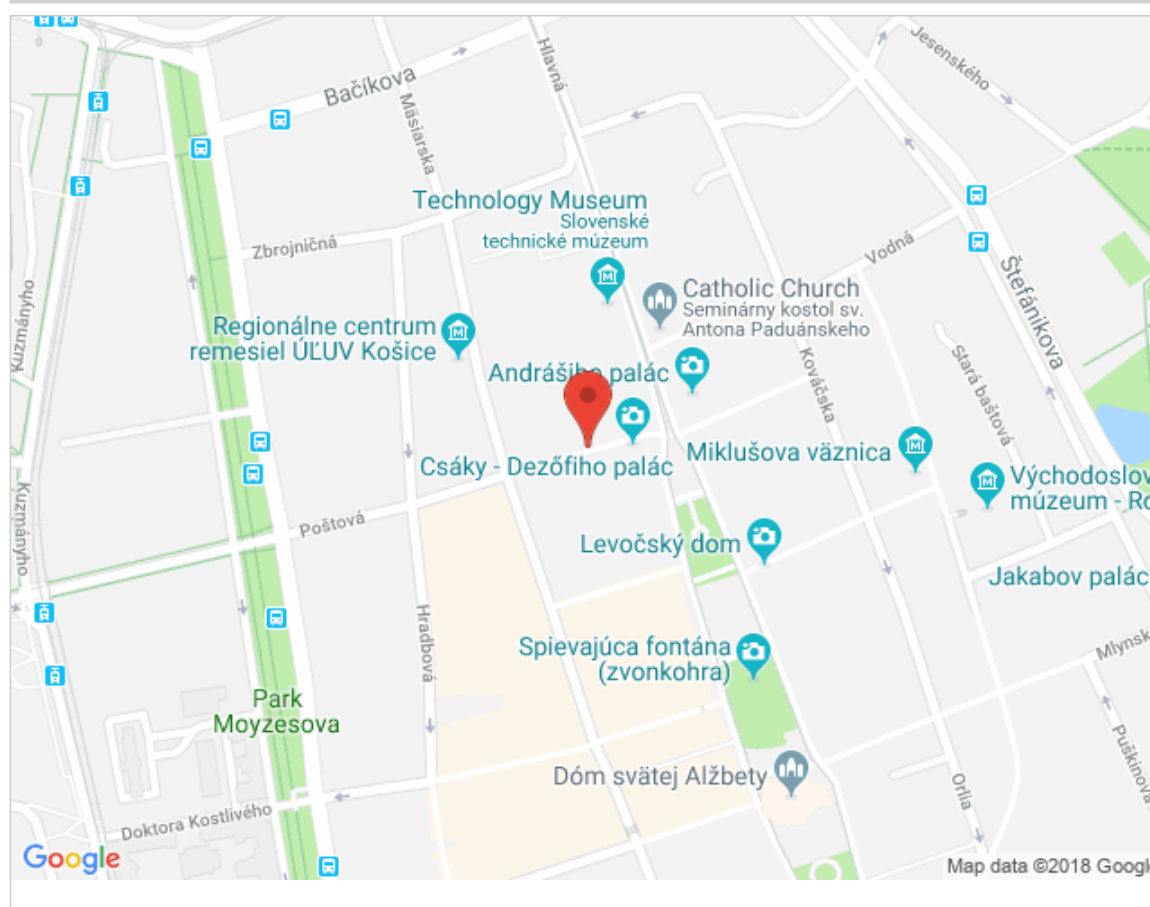 Bačíkova
Hlavná
Jesenského
Mäsiarska
Technology Museum
Slovenské
technické múzeum
Zbrojničná
Vodná
Štefánikova
Kuzmányho
Catholic Church
Seminárny kostol sv.
Antona Paduánskeho
Regionálne centrum
remesiel ÚĽUV Košice
Andrášiho palác
Kováčska
Stará baštová
Csáky - Dezőfiho palác
Miklušova väznica
Východoslov
múzeum - Ro
Kuzmányho
Poštová
Levočský dom
Jakabov palác
Hradbová
Spievajúca fontána
(zvonkohra)
Mlynsk
Park
Moyzesova
Puškinova
Dóm svätej Alžbety
Orlia
Doktora Kostlivého
Google
Map data ©2018 Google